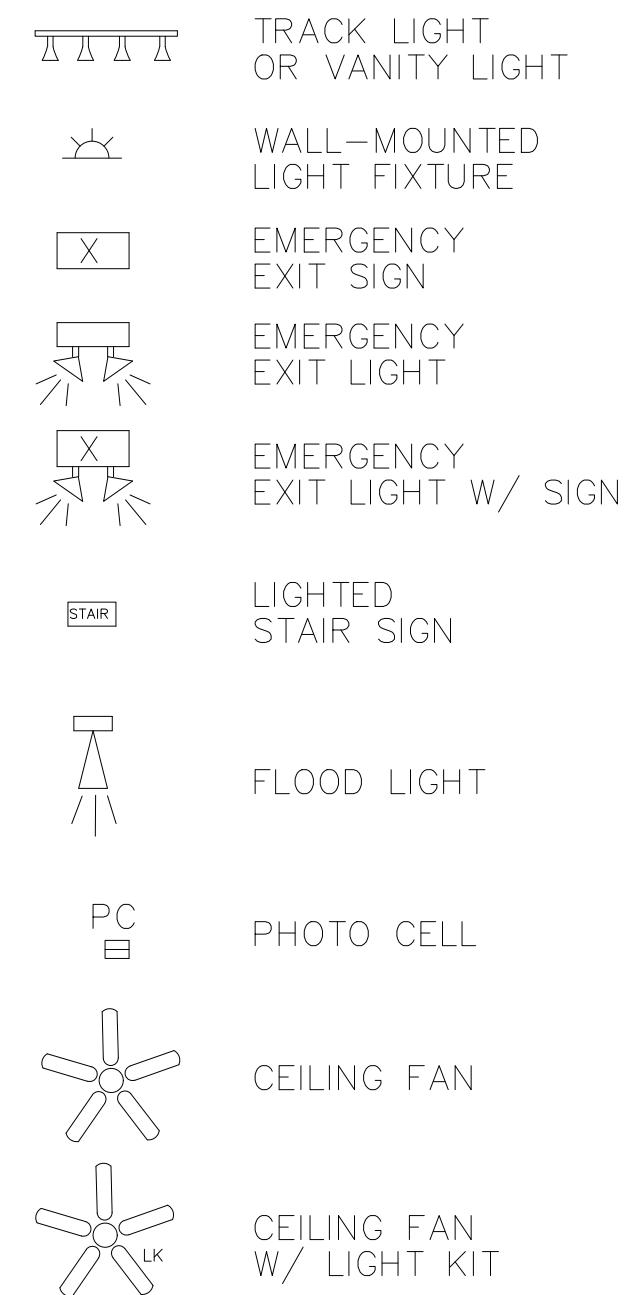 TRACK LIGHT
OR VANITY LIGHT
WALL-MOUNTED
LIGHT FIXTURE
X
EMERGENCY
EXIT SIGN
EMERGENCY
EXIT LIGHT
X
EMERGENCY
EXIT LIGHT W/ SIGN
STAIR
LIGHTED
STAIR SIGN
FLOOD LIGHT
PC
PHOTO CELL
CEILING FAN
LK
CEILING FAN
W/ LIGHT KIT